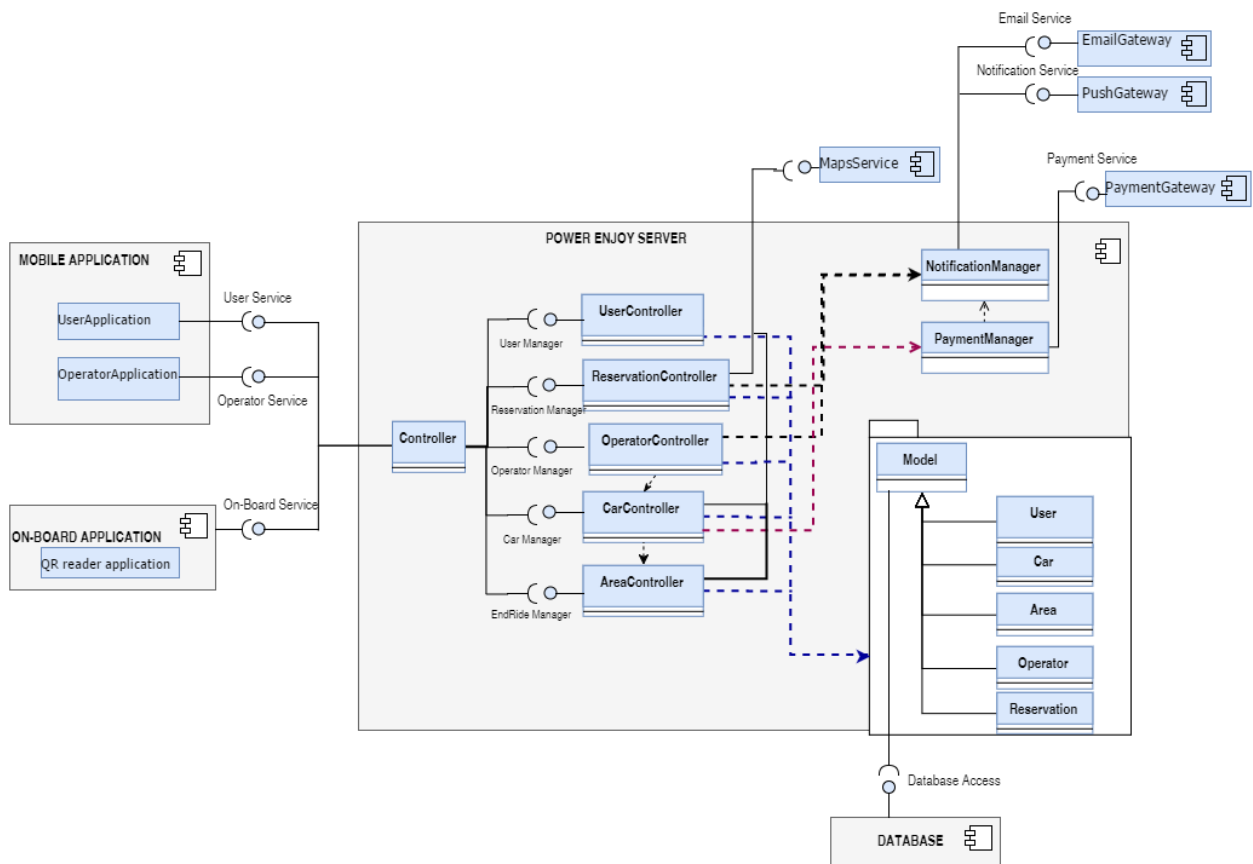 Email Service
EmailGateway
Notification Service
PushGateway
MapsService
Payment Service
PaymentGateway
POWER ENJOY SERVER
MOBILE APPLICATION
NotificationManager
User Service
UserApplication
UserController
User Manager
PaymentManager
OperatorApplication
ReservationController
Operator Service
Reservation Manager
Controller
OperatorController
Operator Manager
Model
On-Board Service
CarController
User
ON-BOARD APPLICATION
Car Manager
QR reader application
Car
AreaController
EndRide Manager
Area
Operator
Reservation
Database Access
DATABASE